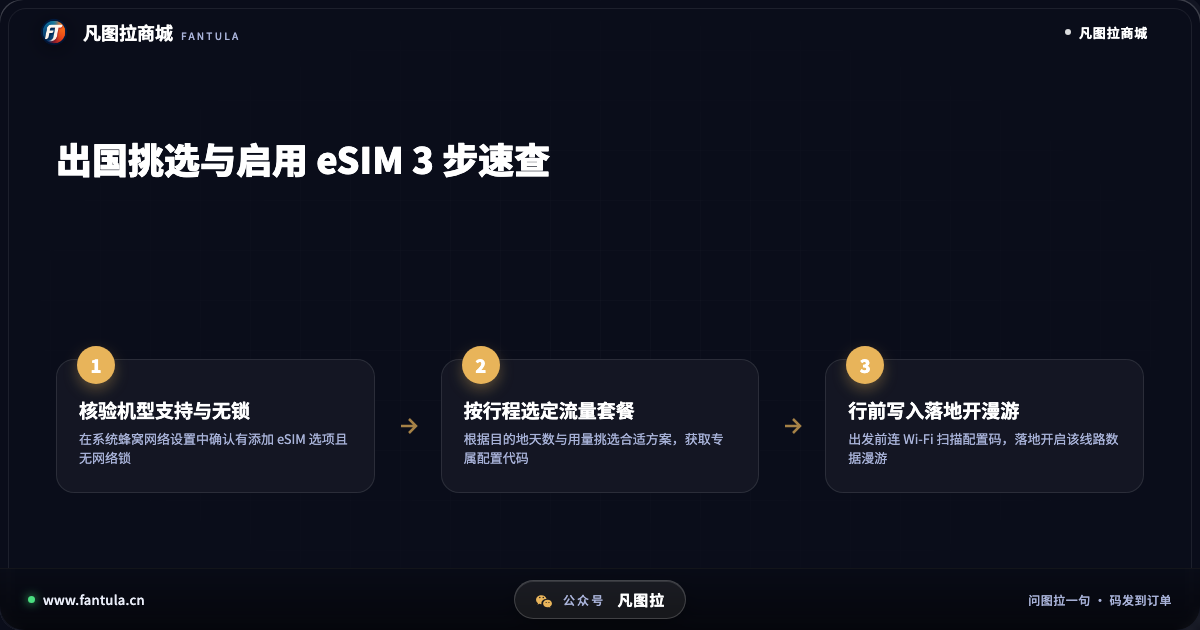 FT 凡图拉商城 FANTULA
凡图拉商城
出国挑选与启用 eSIM 3 步速查
1
核验机型支持与无锁
在系统蜂窝网络设置中确认有添加 eSIM 选项且
无网络锁
2
按行程选定流量套餐
根据目的地天数与用量挑选合适方案，获取专
属配置代码
3
行前写入落地开漫游
出发前连 Wi-Fi 扫描配置码，落地开启该线路数
据漫游
www.fantula.cn
公众号 凡图拉
问图拉一句 · 码发到订单